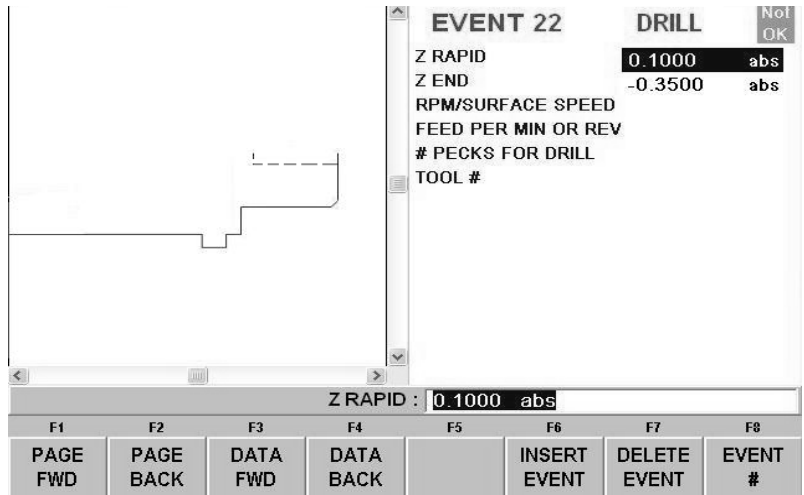 EVENT 22 DRILL Not OK
Z RAPID 0.1000 abs
Z END -0.3500 abs
RPM/SURFACE SPEED
FEED PER MIN OR REV
# PECKS FOR DRILL
TOOL #
Z RAPID : 0.1000 abs
F1 F2 F3 F4 F5 F6 F7 F8
PAGE FWD PAGE BACK DATA FWD DATA BACK INSERT EVENT DELETE EVENT EVENT #